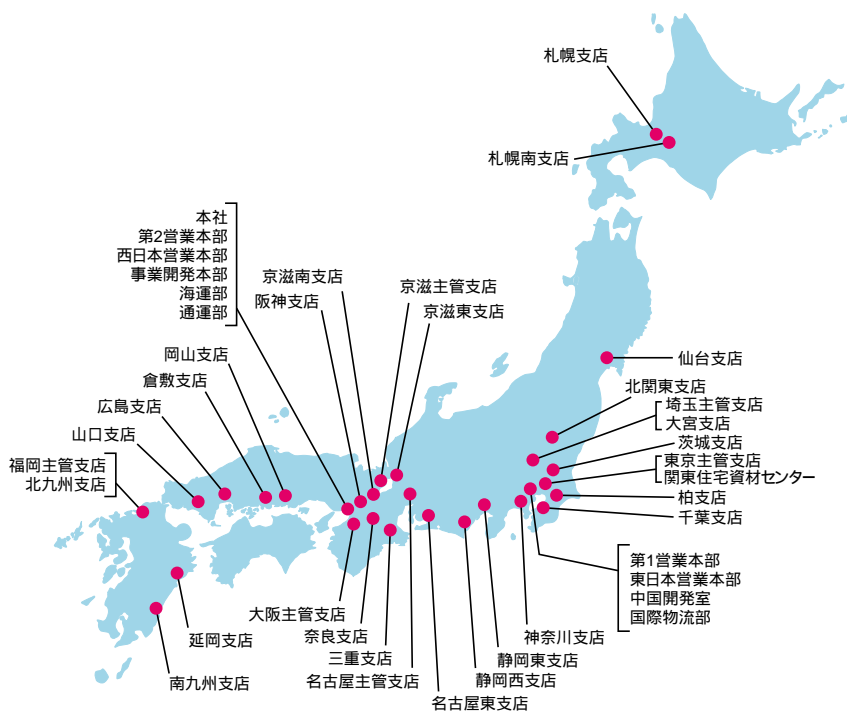 札幌支店
札幌南支店
本社
第2営業本部
西日本営業本部
事業開発本部
海運部
通運部
京滋南支店
阪神支店
京滋主管支店
京滋東支店
岡山支店
倉敷支店
広島支店
山口支店
福岡主管支店
北九州支店
仙台支店
北関東支店
埼玉主管支店
大宮支店
茨城支店
東京主管支店
関東住宅資材センター
柏支店
千葉支店
第1営業本部
東日本営業本部
中国開発室
国際物流部
延岡支店
南九州支店
大阪主管支店
奈良支店
三重支店
名古屋主管支店
神奈川支店
静岡東支店
静岡西支店
名古屋東支店